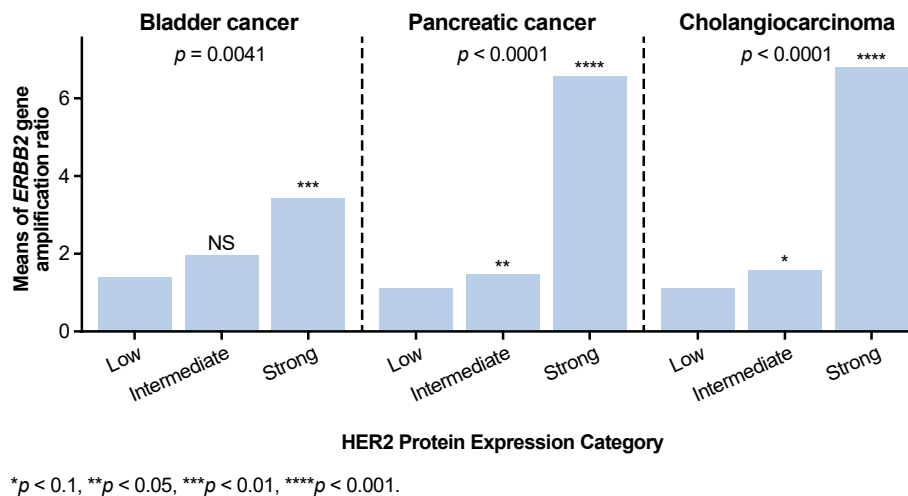 Bladder cancer
p = 0.0041
Pancreatic cancer
p < 0.0001
Cholangiocarcinoma
p < 0.0001
Means of ERBB2 gene
amplification ratio
6
4
2
0
NS
***
**
****
*
****
Low
Intermediate
Strong
Low
Intermediate
Strong
Low
Intermediate
Strong
HER2 Protein Expression Category
*p < 0.1, **p < 0.05, ***p < 0.01, ****p < 0.001.